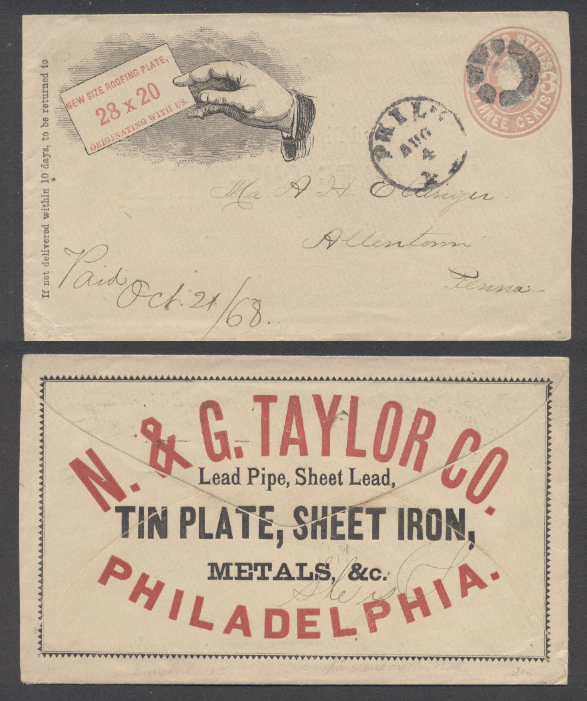 If not delivered within 10 days, to be returned to
NEW SIZE ROOFING PLATE,
28 x 20
ORIGINATING WITH US.
PHIL'A
AUG
4
STATES
THREE CENTS
Mr A H
Allentown
Penna
Paid
Oct. 21/68.
N. & G. TAYLOR CO.
Lead Pipe, Sheet Lead,
TIN PLATE, SHEET IRON,
METALS, &c.
PHILADELPHIA.